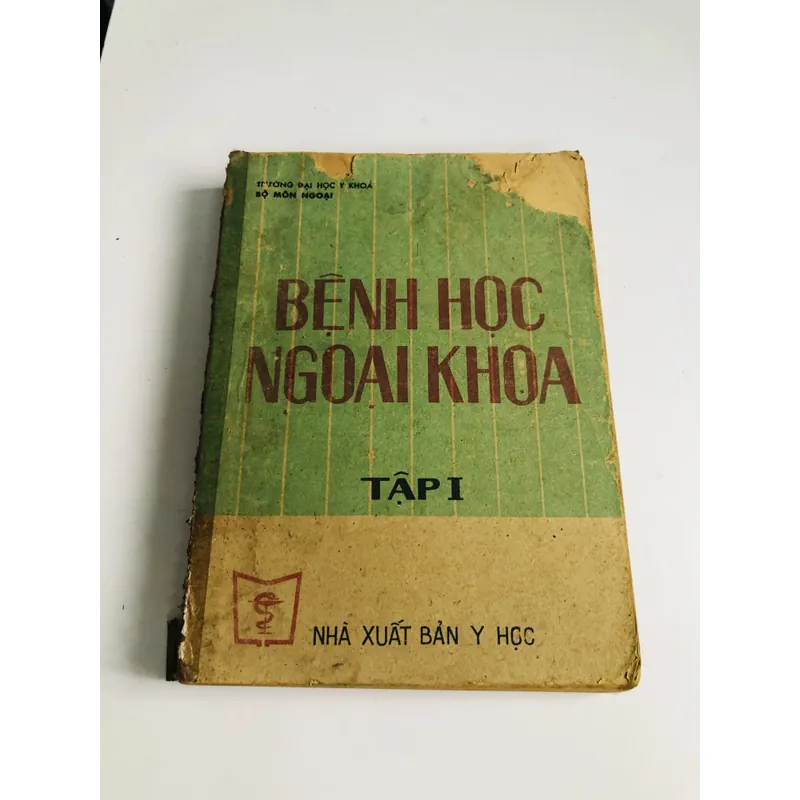 TRƯỜNG ĐẠI HỌC Y KHOA
BỘ MÔN NGOẠI
BỆNH HỌC
NGOẠI KHOA
TẬP I
NHÀ XUẤT BẢN Y HỌC